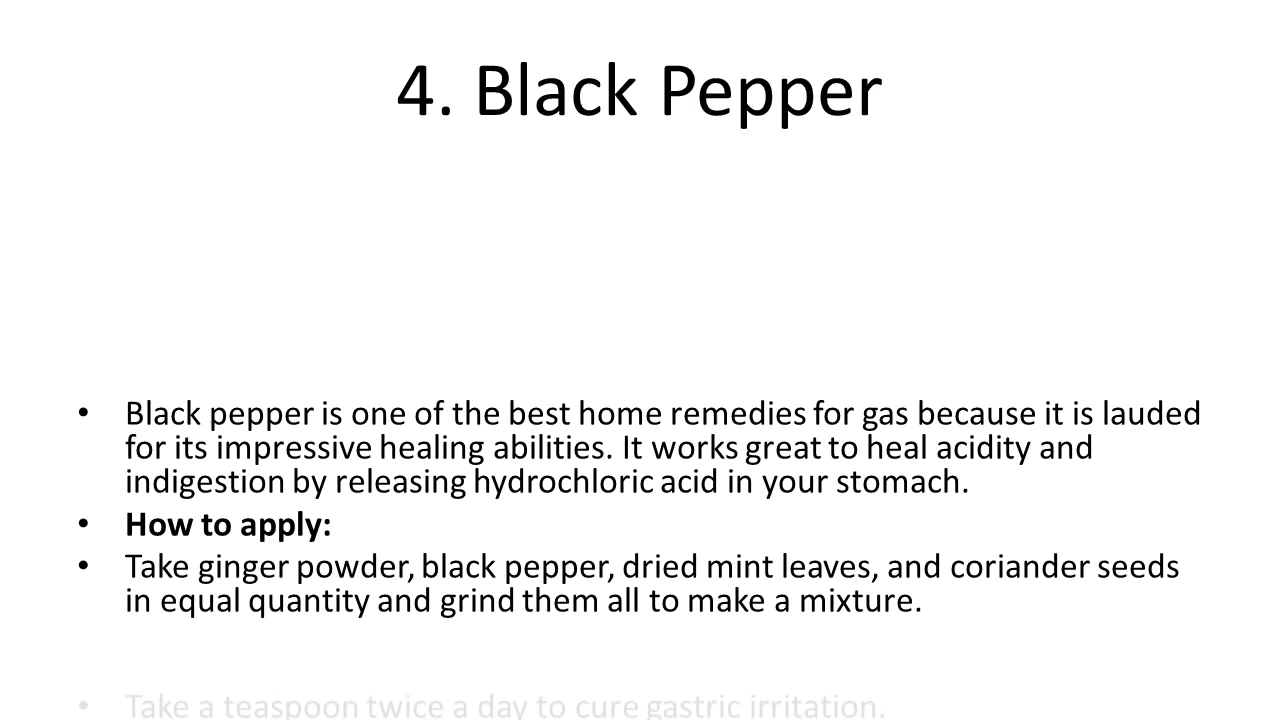 4. Black Pepper
• Black pepper is one of the best home remedies for gas because it is lauded
for its impressive healing abilities. It works great to heal acidity and
indigestion by releasing hydrochloric acid in your stomach.
• How to apply:
• Take ginger powder, black pepper, dried mint leaves, and coriander seeds
in equal quantity and grind them all to make a mixture.
• Take a teaspoon twice a day to cure gastric irritation.